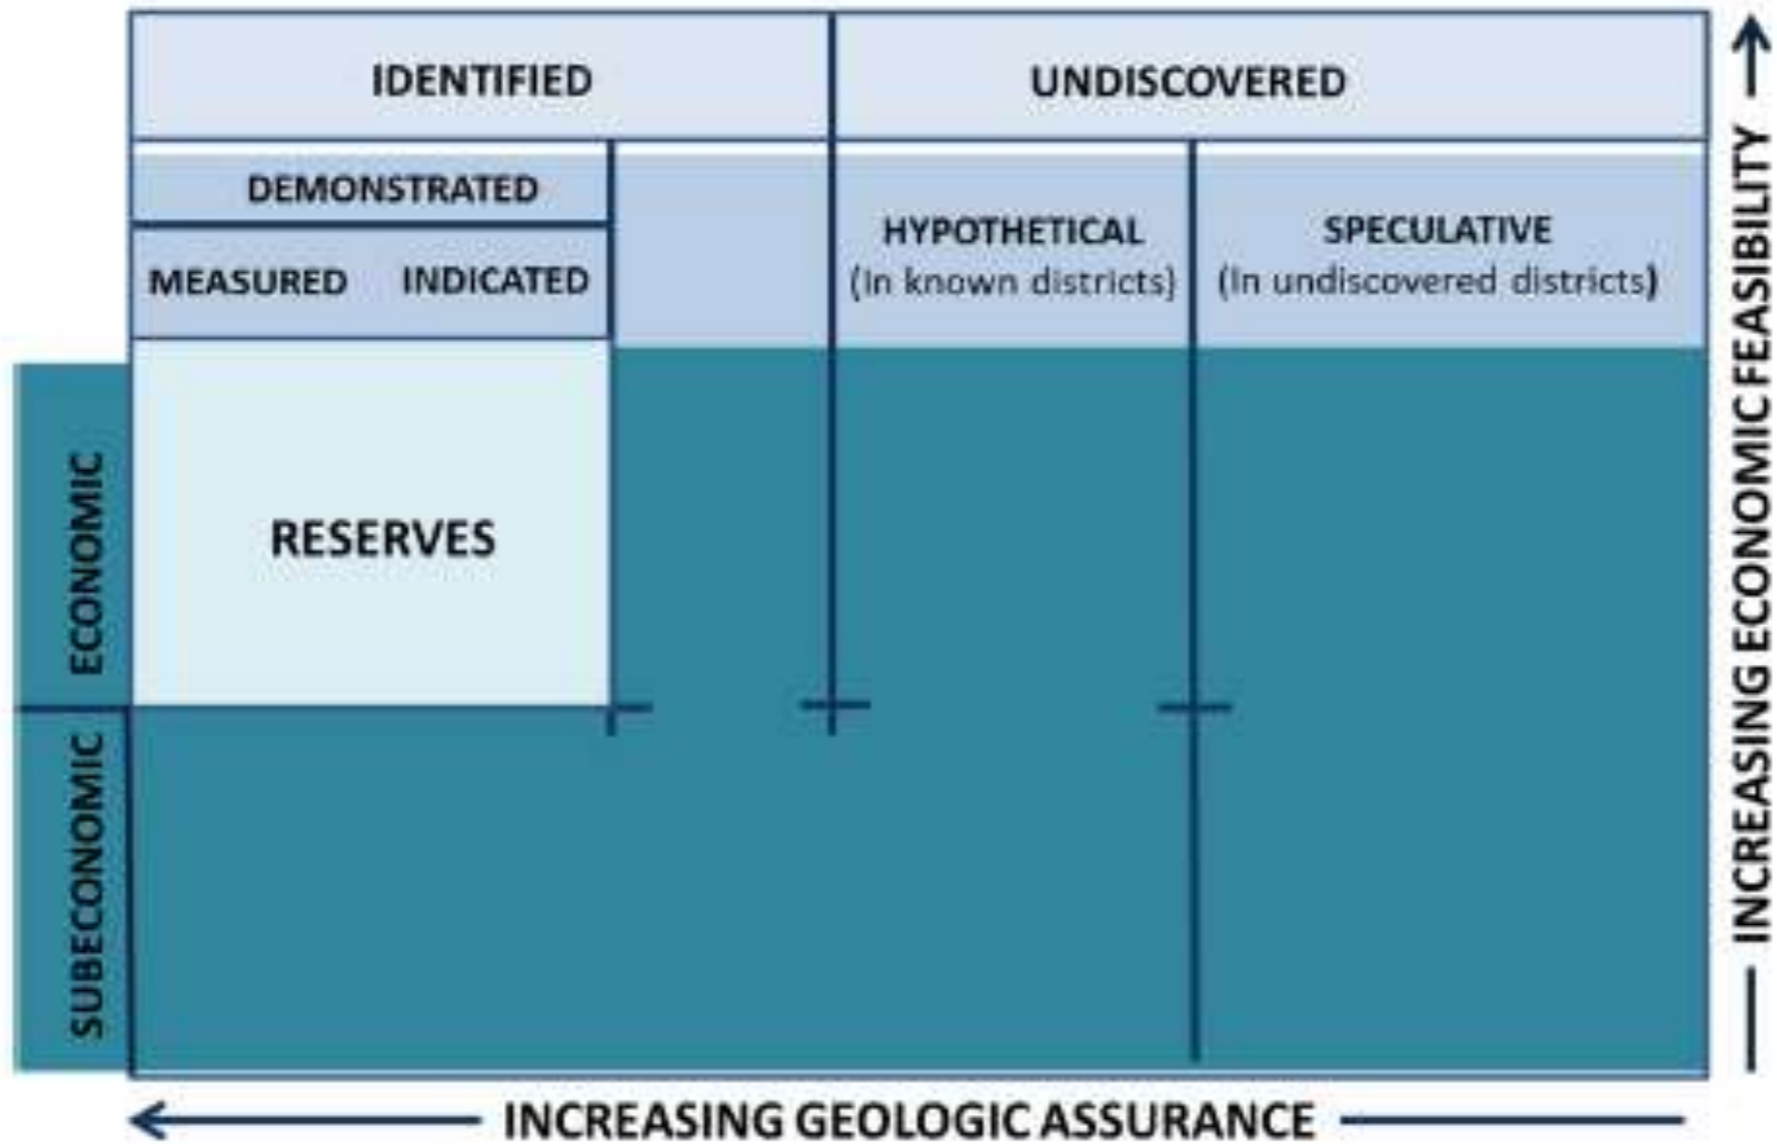 IDENTIFIED
UNDISCOVERED
DEMONSTRATED
MEASURED INDICATED
HYPOTHETICAL
(In known districts)
SPECULATIVE
(In undiscovered districts)
ECONOMIC
RESERVES
SUBECONOMIC
INCREASING ECONOMIC FEASIBILITY
INCREASING GEOLOGIC ASSURANCE